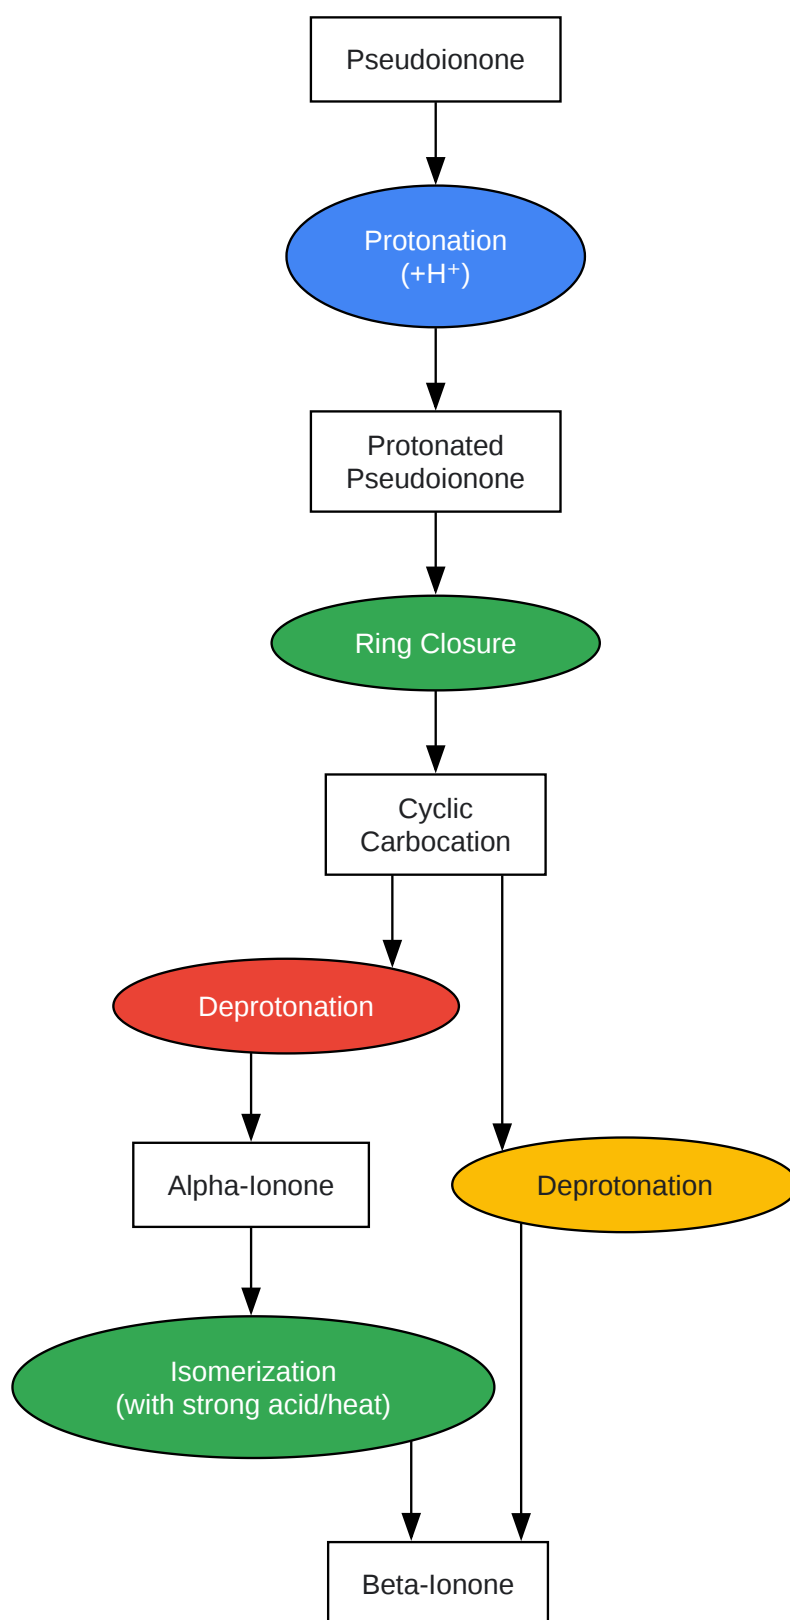 Pseudoionone
Protonation
(+H⁺)
Protonated
Pseudoionone
Ring Closure
Cyclic
Carbocation
Deprotonation
Alpha-Ionone
Deprotonation
Isomerization
(with strong acid/heat)
Beta-Ionone